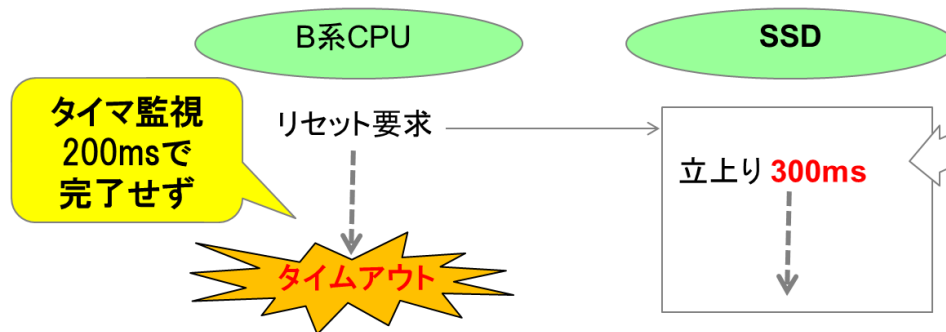 B系CPU
SSD
タイマ監視
200msで
完了せず
リセット要求
立上り 300ms
タイムアウト